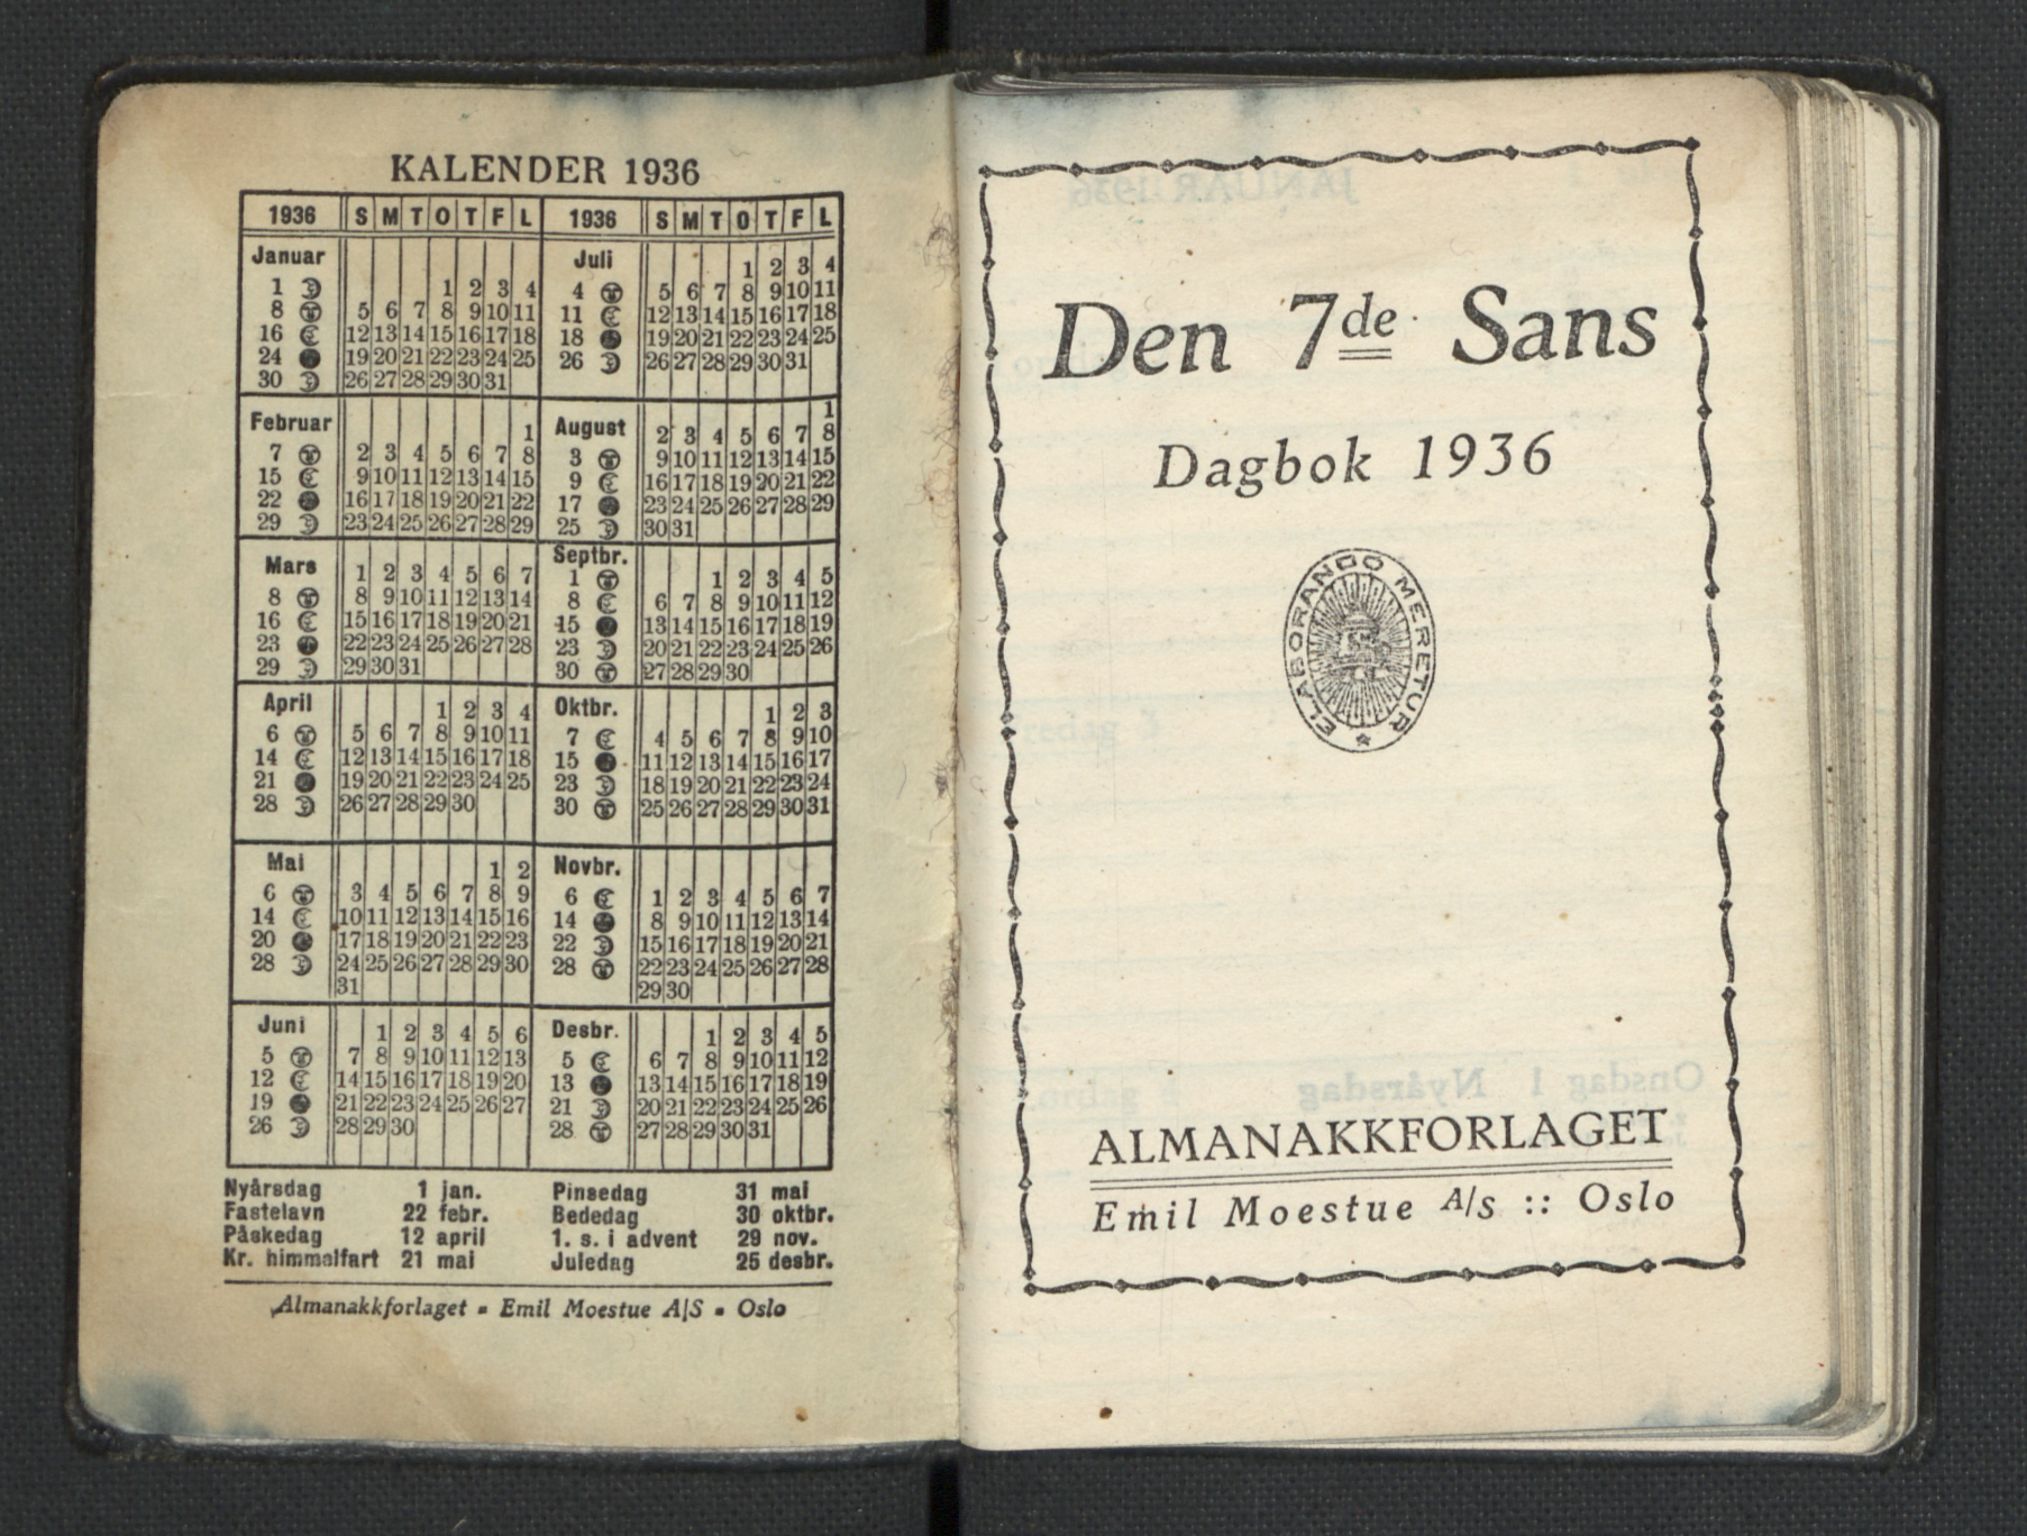 KALENDER 1936
1936 S M T O T F L
Januar
1 1 2 3 4
8 5 6 7 8 9 10 11
16 12 13 14 15 16 17 18
24 19 20 21 22 23 24 25
30 26 27 28 29 30 31
Februar 1
7 2 3 4 5 6 7 8
15 9 10 11 12 13 14 15
22 16 17 18 19 20 21 22
29 23 24 25 26 27 28 29
Mars 1 2 3 4 5 6 7
8 8 9 10 11 12 13 14
16 15 16 17 18 19 20 21
23 22 23 24 25 26 27 28
29 29 30 31
April 1 2 3 4
6 5 6 7 8 9 10 11
14 12 13 14 15 16 17 18
21 19 20 21 22 23 24 25
28 26 27 28 29 30
Mai 1 2
6 3 4 5 6 7 8 9
14 10 11 12 13 14 15 16
20 17 18 19 20 21 22 23
28 24 25 26 27 28 29 30
31
Juni 1 2 3 4 5 6
5 7 8 9 10 11 12 13
12 14 15 16 17 18 19 20
19 21 22 23 24 25 26 27
26 28 29 30
1936 S M T O T F L
Juli 1 2 3 4
4 5 6 7 8 9 10 11
11 12 13 14 15 16 17 18
18 19 20 21 22 23 24 25
26 26 27 28 29 30 31
1
August 2 3 4 5 6 7 8
3 9 10 11 12 13 14 15
9 16 17 18 19 20 21 22
17 23 24 25 26 27 28 29
25 30 31
Septbr.
1 1 2 3 4 5
8 6 7 8 9 10 11 12
15 13 14 15 16 17 18 19
23 20 21 22 23 24 25 26
30 27 28 29 30
Oktbr. 1 2 3
7 4 5 6 7 8 9 10
15 11 12 13 14 15 16 17
23 18 19 20 21 22 23 24
30 25 26 27 28 29 30 31
Novbr.
6 1 2 3 4 5 6 7
14 8 9 10 11 12 13 14
22 15 16 17 18 19 20 21
28 22 23 24 25 26 27 28
29 30
Desbr. 1 2 3 4 5
5 6 7 8 9 10 11 12
13 13 14 15 16 17 18 19
21 20 21 22 23 24 25 26
28 27 28 29 30 31
Nyårsdag 1 jan.
Fastelavn 22 febr.
Påskedag 12 april
Kr. himmelfart 21 mai
Pinsedag 31 mai
Bededag 30 oktbr.
1. s. i advent 29 nov.
Juledag 25 desbr.
Almanakkforlaget ▪ Emil Moestue A|S ▪ Oslo
Den 7de Sans
Dagbok 1936
ELABORANDO MERETUR
ALMANAKKFORLAGET
Emil Moestue A/S :: Oslo